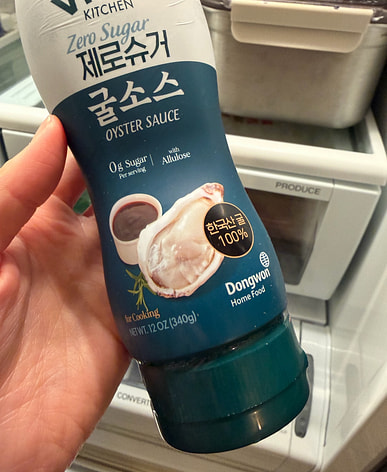 KITCHEN
Zero Sugar
제로슈거
굴소스
OYSTER SAUCE
0g Sugar
Per serving
with
Allulose
한국산 굴
100%
Dongwon
Home Food
for Cooking
NET WT. 12 OZ (340g)
PRODUCE